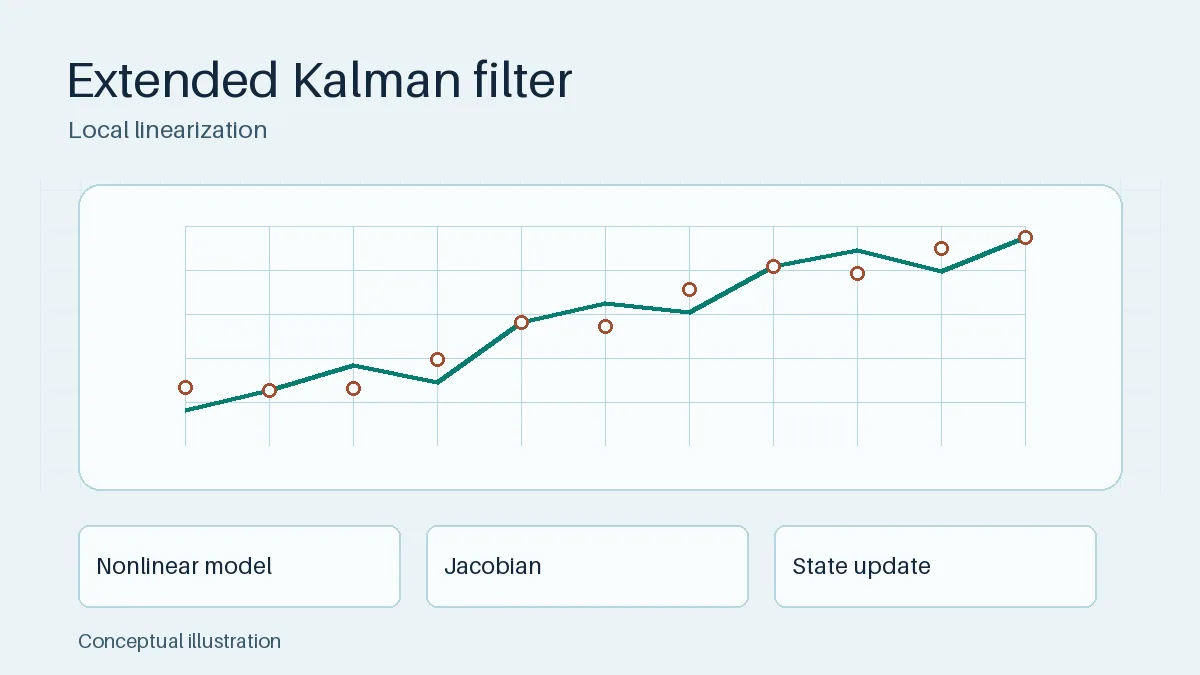 Extended Kalman filter
Local linearization
Nonlinear model
Jacobian
State update
Conceptual illustration